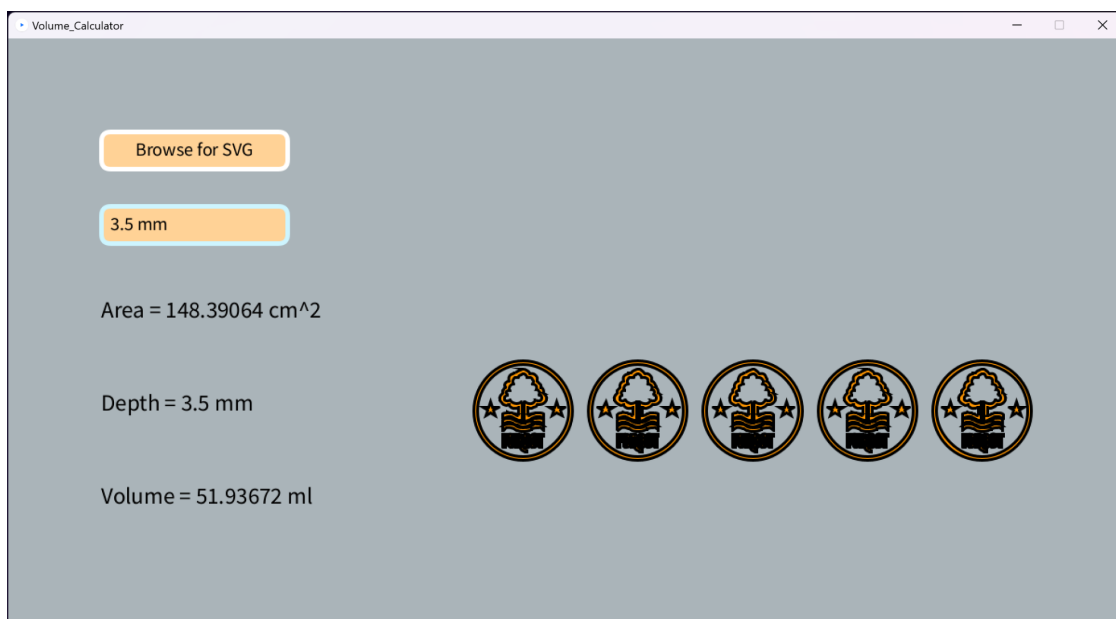 Volume_Calculator
Browse for SVG
3.5 mm
Area = 148.39064 cm^2
Depth = 3.5 mm
Volume = 51.93672 ml